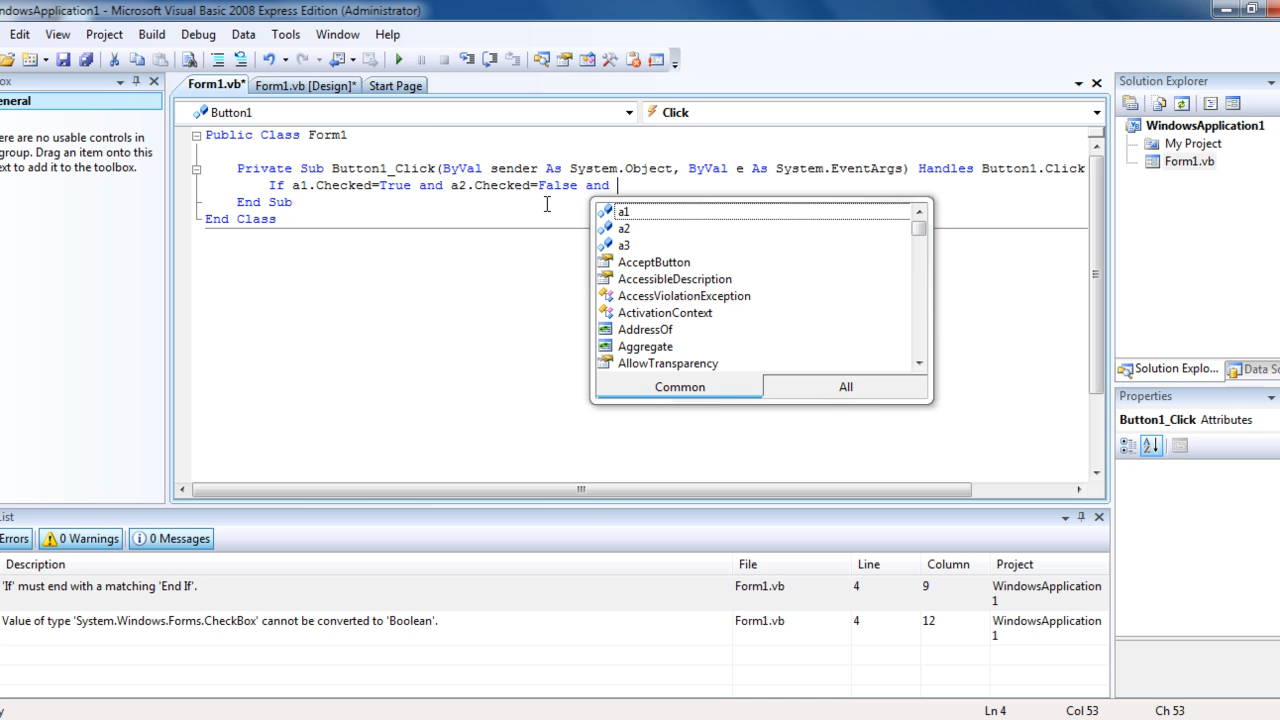 ndowsApplication1 - Microsoft Visual Basic 2008 Express Edition (Administrator)
Edit View Project Build Debug Data Tools Window Help
ox
Form1.vb* Form1.vb [Design]* Start Page
Solution Explorer
eneral
Button1 Click
ere are no usable controls in
group. Drag an item onto this
xt to add it to the toolbox.
Public Class Form1
Private Sub Button1_Click(ByVal sender As System.Object, ByVal e As System.EventArgs) Handles Button1.Click
If a1.Checked=True and a2.Checked=False and
End Sub
End Class
a1
a2
a3
AcceptButton
AccessibleDescription
AccessViolationException
ActivationContext
AddressOf
Aggregate
AllowTransparency
Common All
WindowsApplication1
My Project
Form1.vb
Solution Explo... Data S
Properties
Button1_Click Attributes
List
Errors 0 Warnings 0 Messages
Description File Line Column Project
'If' must end with a matching 'End If'. Form1.vb 4 9 WindowsApplication
1
Value of type 'System.Windows.Forms.CheckBox' cannot be converted to 'Boolean'. Form1.vb 4 12 WindowsApplication
1
y Ln 4 Col 53 Ch 53